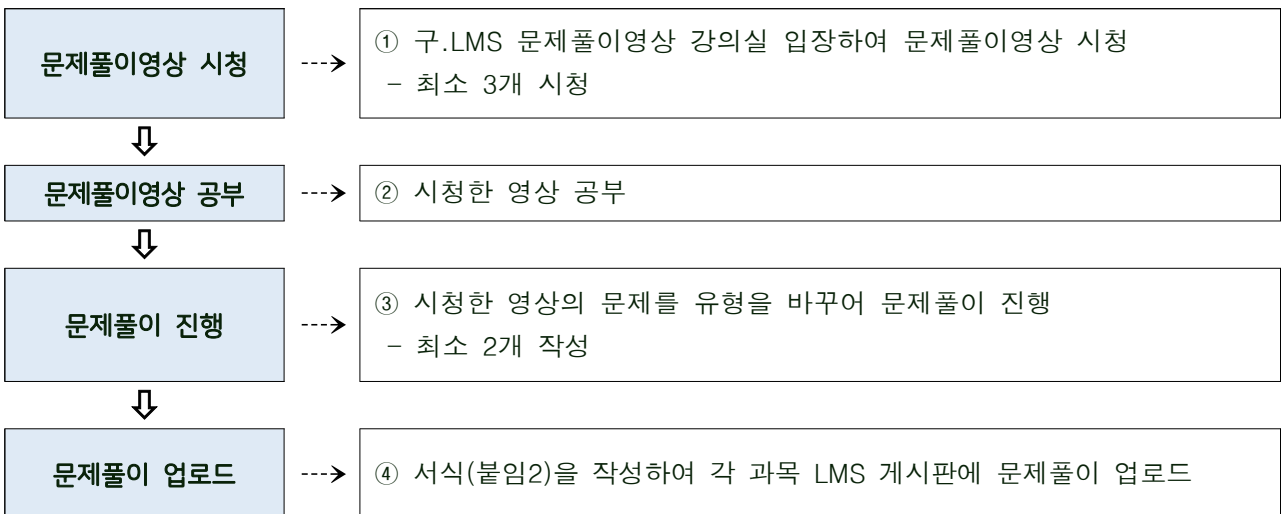 문제풀이영상 시청
① 구.LMS 문제풀이영상 강의실 입장하여 문제풀이영상 시청
- 최소 3개 시청
문제풀이영상 공부
② 시청한 영상 공부
문제풀이 진행
③ 시청한 영상의 문제를 유형을 바꾸어 문제풀이 진행
- 최소 2개 작성
문제풀이 업로드
④ 서식(붙임2)을 작성하여 각 과목 LMS 게시판에 문제풀이 업로드